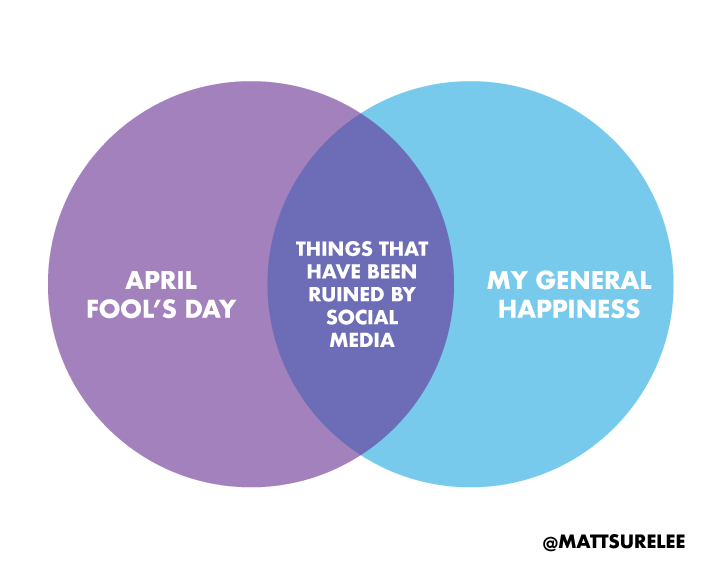 APRIL
FOOL’S DAY
THINGS THAT
HAVE BEEN
RUINED BY
SOCIAL
MEDIA
MY GENERAL
HAPPINESS
@MATTSURELEE